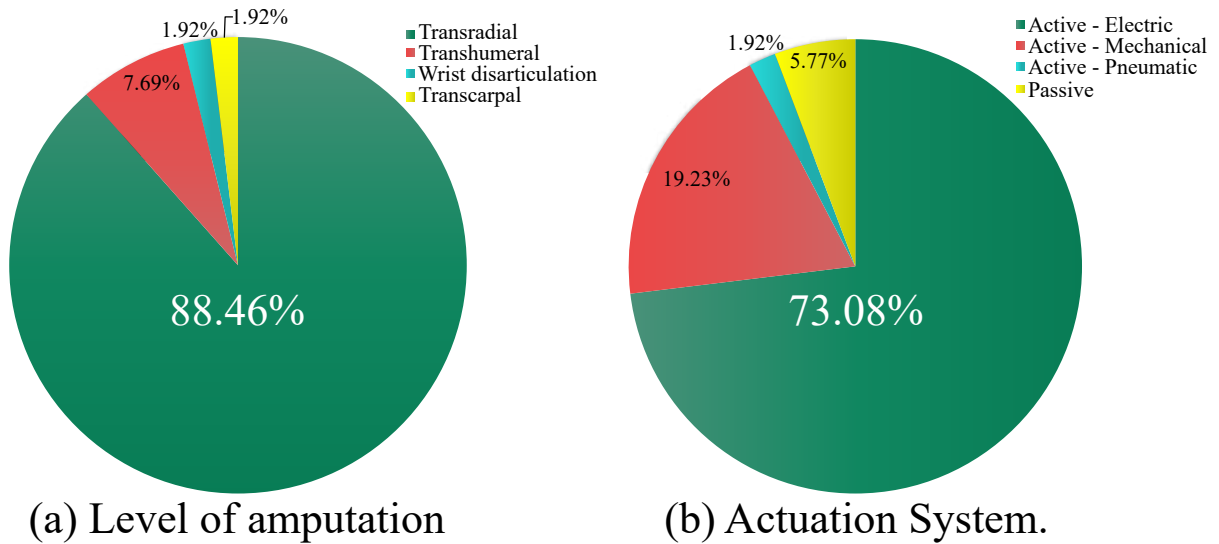 1.92%
1.92%
7.69%
88.46%
Transradial
Transhumeral
Wrist disarticulation
Transcarpal
(a) Level of amputation
1.92%
5.77%
19.23%
73.08%
Active - Electric
Active - Mechanical
Active - Pneumatic
Passive
(b) Actuation System.